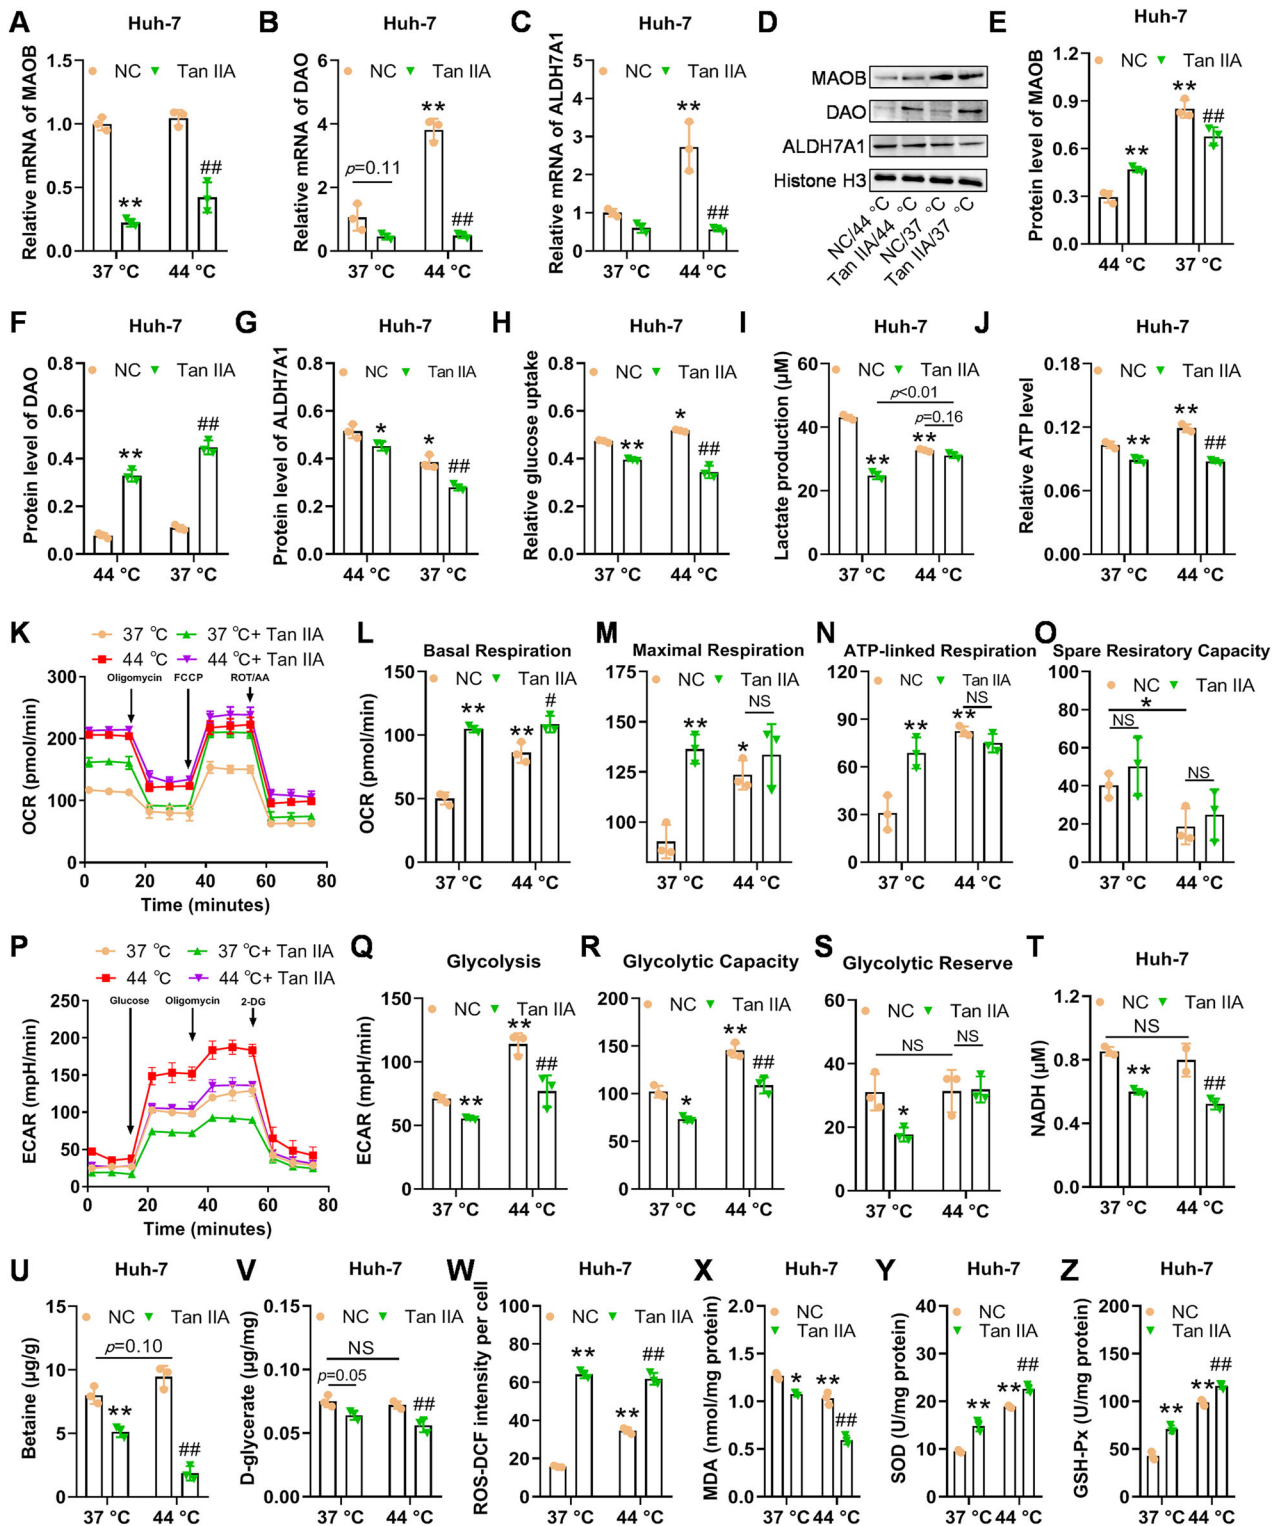 A
Huh-7
NC Tan IIA
Relative mRNA of MAOB
1.5
1.0
0.5
0.0
**
##
37 °C 44 °C
B
Huh-7
NC Tan IIA
Relative mRNA of DAO
6
4
2
0
p=0.11
**
##
37 °C 44 °C
C
Huh-7
NC Tan IIA
Relative mRNA of ALDH7A1
5
4
3
2
1
0
**
##
37 °C 44 °C
D
MAOB
DAO
ALDH7A1
Histone H3
NC/44 °C
Tan IIA/44 °C
NC/37 °C
Tan IIA/37 °C
E
Huh-7
NC Tan IIA
Protein level of MAOB
1.2
0.9
0.6
0.3
0.0
**
**
##
44 °C 37 °C
F
Huh-7
NC Tan IIA
Protein level of DAO
0.8
0.6
0.4
0.2
0.0
**
##
44 °C 37 °C
G
Huh-7
NC Tan IIA
Protein level of ALDH7A1
0.8
0.6
0.4
0.2
0.0
*
*
##
44 °C 37 °C
H
Huh-7
NC Tan IIA
Relative glucose uptake
0.8
0.6
0.4
0.2
0.0
**
*
##
37 °C 44 °C
I
Huh-7
NC Tan IIA
Lactate production (μM)
60
40
20
0
p<0.01
p=0.16
**
**
37 °C 44 °C
J
Huh-7
NC Tan IIA
Relative ATP level
0.18
0.12
0.06
0.00
**
**
##
37 °C 44 °C
K
37 °C 37 °C+ Tan IIA
44 °C 44 °C+ Tan IIA
Oligomycin FCCP ROT/AA
OCR (pmol/min)
300
200
100
0
0 20 40 60 80
Time (minutes)
L
Basal Respiration
NC Tan IIA
OCR (pmol/min)
150
100
50
0
**
**
#
37 °C 44 °C
M
Maximal Respiration
NC Tan IIA
OCR (pmol/min)
175
150
125
100
**
*
NS
37 °C 44 °C
N
ATP-linked Respiration
NC Tan IIA
OCR (pmol/min)
120
90
60
30
0
**
**
NS
37 °C 44 °C
O
Spare Resiratory Capacity
NC Tan IIA
OCR (pmol/min)
100
80
60
40
20
0
*
NS
NS
37 °C 44 °C
P
37 °C 37 °C+ Tan IIA
44 °C 44 °C+ Tan IIA
Glucose Oligomycin 2-DG
ECAR (mpH/min)
250
200
150
100
50
0
0 20 40 60 80
Time (minutes)
Q
Glycolysis
NC Tan IIA
ECAR (mpH/min)
150
100
50
0
**
**
##
37 °C 44 °C
R
Glycolytic Capacity
NC Tan IIA
ECAR (mpH/min)
200
150
100
50
0
*
**
##
37 °C 44 °C
S
Glycolytic Reserve
NC Tan IIA
ECAR (mpH/min)
60
40
20
0
NS
NS
*
37 °C 44 °C
T
Huh-7
NC Tan IIA
NADH (μM)
1.2
0.8
0.4
0.0
NS
**
##
37 °C 44 °C
U
Huh-7
NC Tan IIA
Betaine (μg/g)
15
10
5
0
p=0.10
**
##
37 °C 44 °C
V
Huh-7
NC Tan IIA
D-glycerate (μg/mg)
0.15
0.10
0.05
0.00
NS
p=0.05
##
37 °C 44 °C
W
Huh-7
NC Tan IIA
ROS-DCF intensity per cell
100
80
60
40
20
0
**
**
##
37 °C 44 °C
X
Huh-7
NC
Tan IIA
MDA (nmol/mg protein)
2.0
1.5
1.0
0.5
0.0
*
**
##
37 °C 44 °C
Y
Huh-7
NC
Tan IIA
SOD (U/mg protein)
40
30
20
10
0
**
**
##
37 °C 44 °C
Z
Huh-7
NC
Tan IIA
GSH-Px (U/mg protein)
200
150
100
50
0
**
**
##
37 °C 44 °C